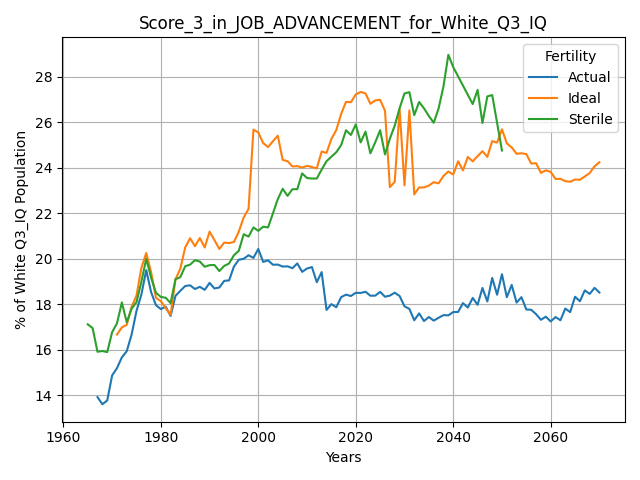 Score_3_in_JOB_ADVANCEMENT_for_White_Q3_IQ
Fertility
Actual
Ideal
Sterile
% of White Q3_IQ Population
28
26
24
22
20
18
16
14
1960
1980
2000
2020
2040
2060
Years